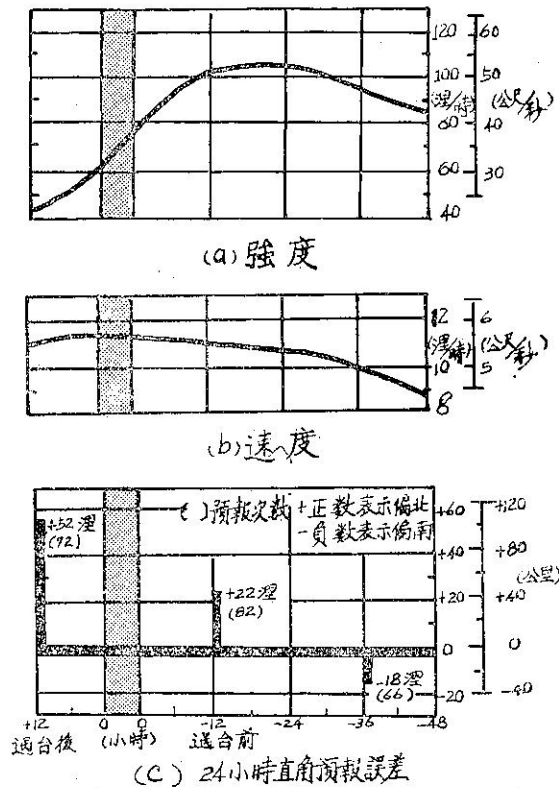 120 60
100 50
(浬/時) (公尺/秒)
80 40
60 30
40
(a) 強度
12 6
(浬/時) (公尺/秒)
10 5
8
(b) 速度
( )預報次數 +正数表示偏北
-負數表示偏南
+52浬
(92)
+22浬
(82)
-18浬
(66)
+60 +120
+40 +80
(公里)
+20 +40
0 0
-20 -40
+12 0 0 -12 -24 -36 -48
過台後 (小時) 過台前
(C) 24小時直角預報誤差